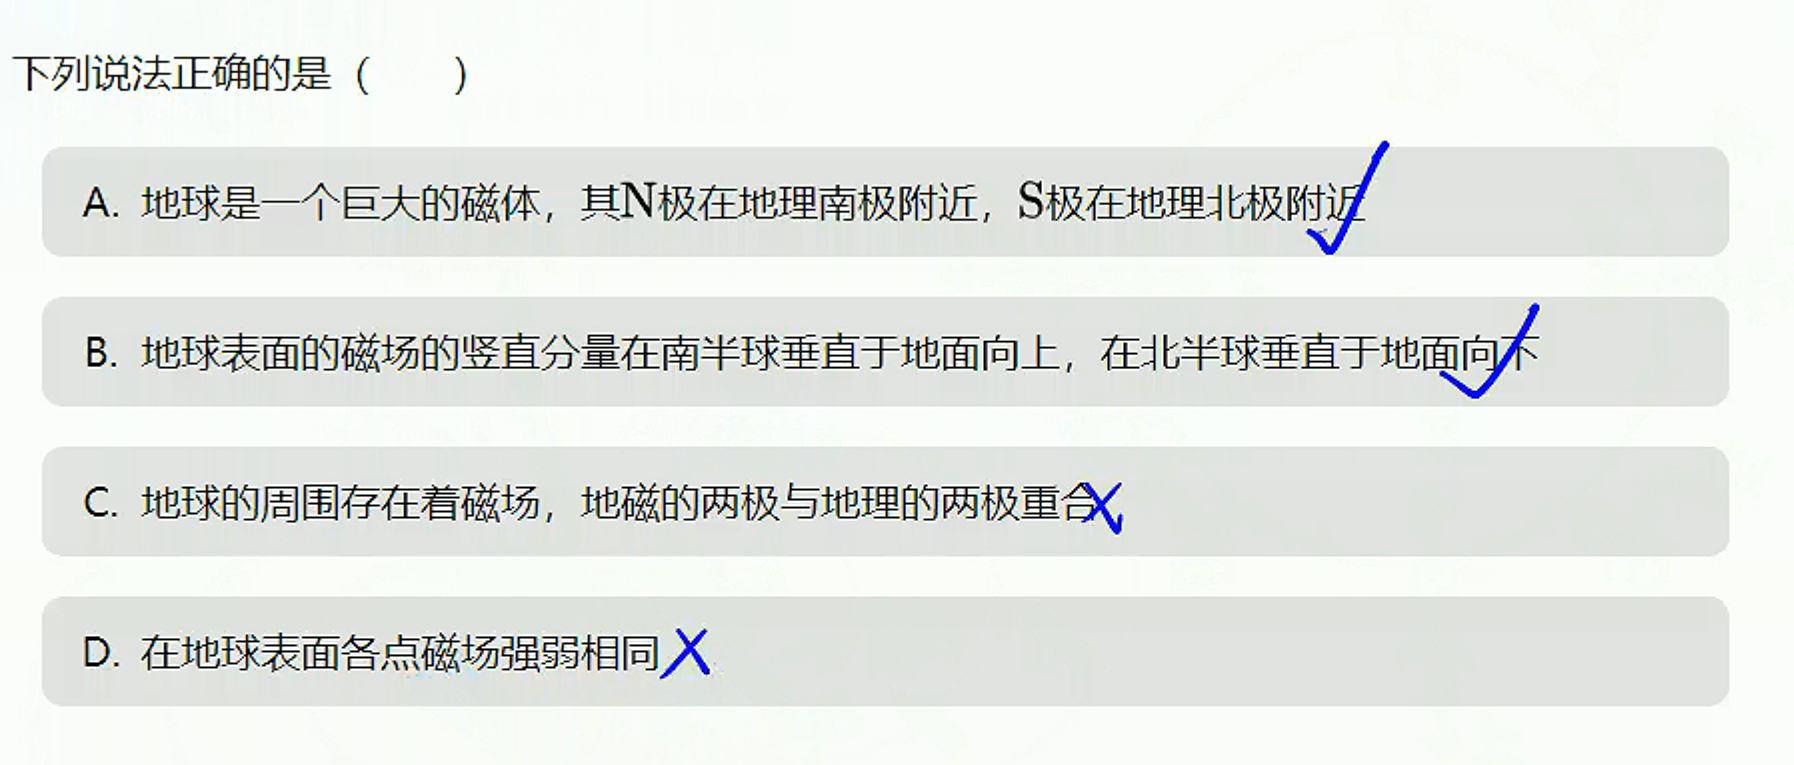 下列说法正确的是（　　）
A. 地球是一个巨大的磁体，其N极在地理南极附近，S极在地理北极附近
B. 地球表面的磁场的竖直分量在南半球垂直于地面向上，在北半球垂直于地面向下
C. 地球的周围存在着磁场，地磁的两极与地理的两极重合
D. 在地球表面各点磁场强弱相同